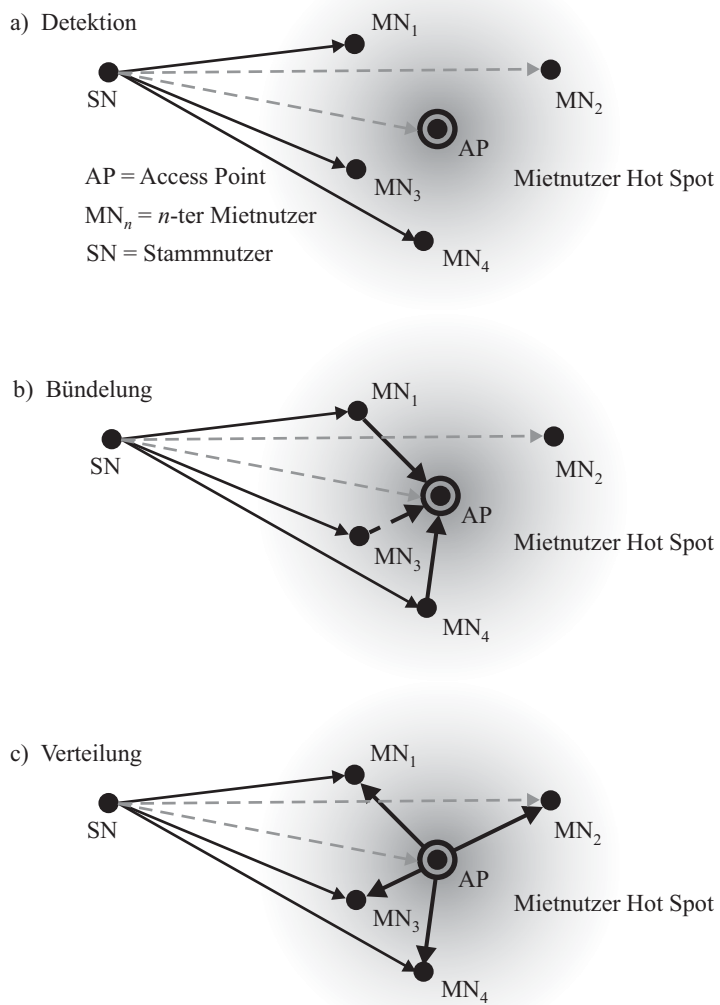 a) Detektion
MN1
SN
MN2
AP
MN3
Mietnutzer Hot Spot
AP = Access Point
MNn = n-ter Mietnutzer
SN = Stammnutzer
MN4
b) Bündelung
MN1
SN
MN2
AP
Mietnutzer Hot Spot
MN3
MN4
c) Verteilung
MN1
SN
MN2
AP
Mietnutzer Hot Spot
MN3
MN4